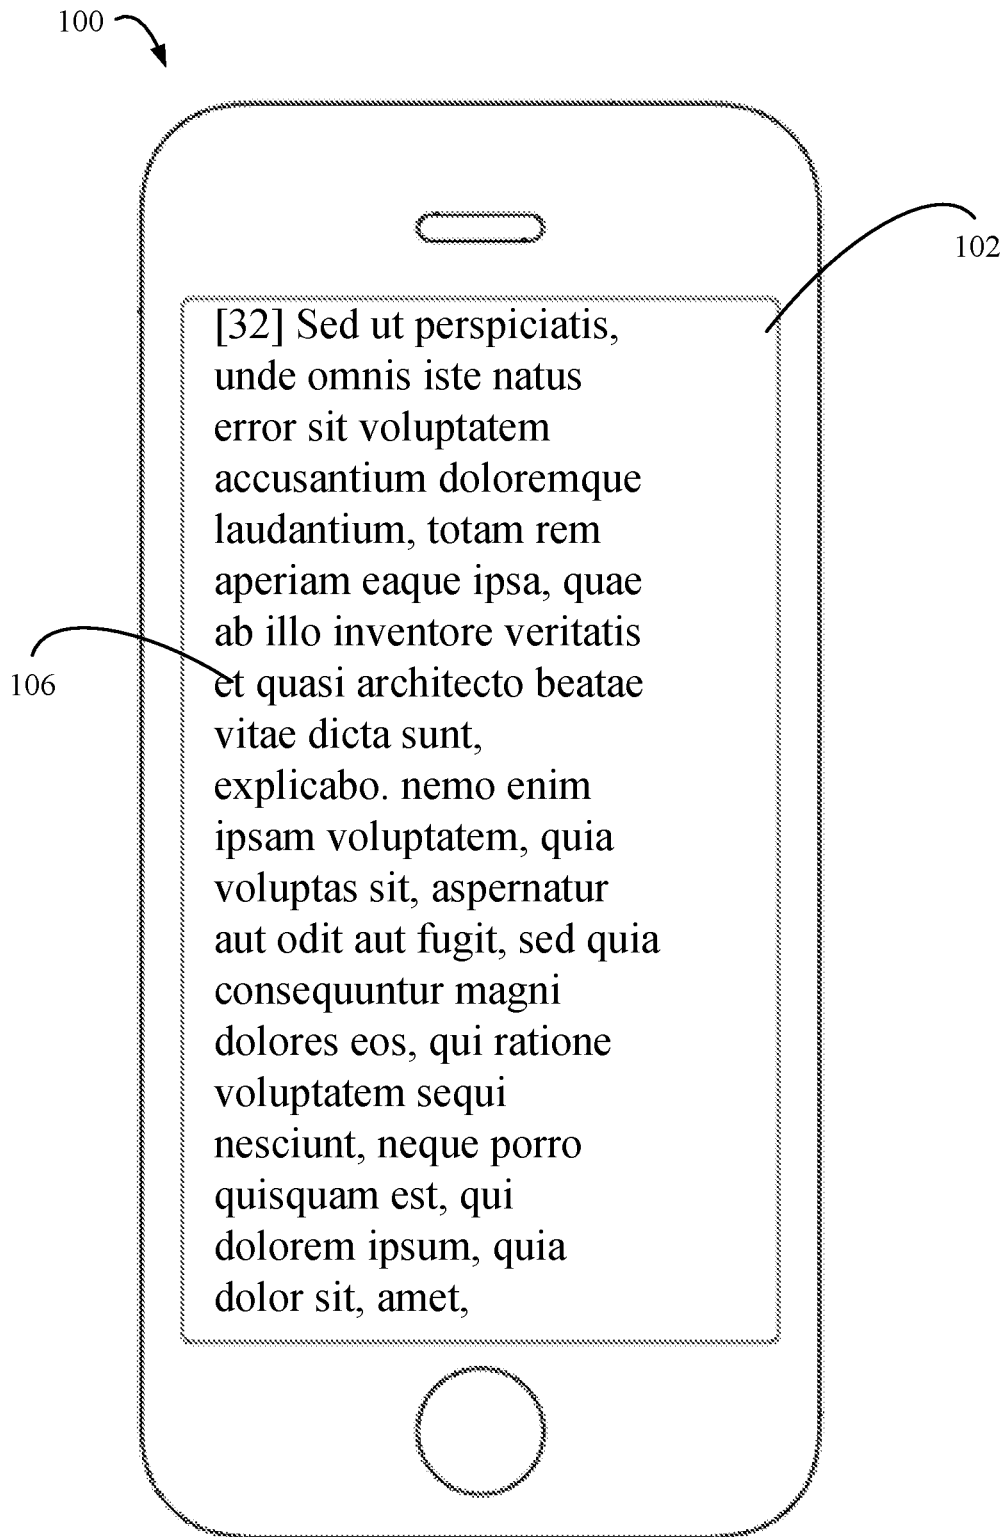 100
102
[32] Sed ut perspiciatis,
unde omnis iste natus
error sit voluptatem
accusantium doloremque
laudantium, totam rem
aperiam eaque ipsa, quae
ab illo inventore veritatis
106
et quasi architecto beatae
vitae dicta sunt,
explicabo. nemo enim
ipsam voluptatem, quia
voluptas sit, aspernatur
aut odit aut fugit, sed quia
consequuntur magni
dolores eos, qui ratione
voluptatem sequi
nesciunt, neque porro
quisquam est, qui
dolorem ipsum, quia
dolor sit, amet,